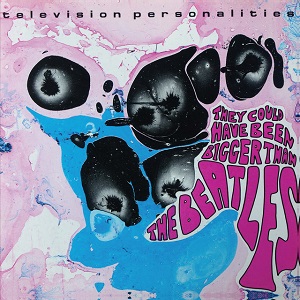 television personalities
THEY COULD
HAVE BEEN
BIGGER THAN
THE BEATLES